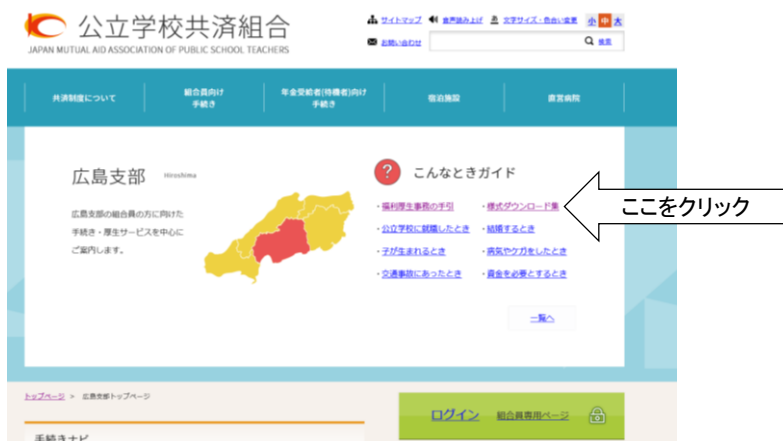 公立学校共済組合
JAPAN MUTUAL AID ASSOCIATION OF PUBLIC SCHOOL TEACHERS
サイトマップ 音声読み上げ 文字サイズ・色合い変更 小 中 大
お問い合わせ 検索
共済制度について
組合員向け
手続き
年金受給者(待機者)向け
手続き
宿泊施設
直営病院
広島支部 Hiroshima
広島支部の組合員の方に向けた
手続き・厚生サービスを中心に
ご案内します。
? こんなときガイド
・福利厚生事務の手引 ・様式ダウンロード集
・公立学校に就職したとき ・結婚するとき
・子が生まれるとき ・病気やケガをしたとき
・交通事故にあったとき ・資金を必要とするとき
一覧へ
ここをクリック
トップページ > 広島支部トップページ
ログイン 組合員専用ページ
手続きナビ